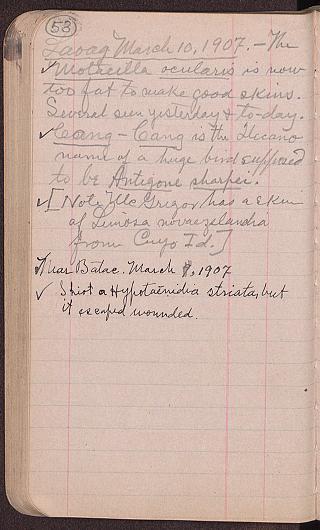 53
Laoag March 10, 1907. – The
✓ Motacilla ocularis is now
too fat to make good skins.
Several seen yesterday & to-day.
✓ Cang-Cang is the Ilocano
name of a huge bird supposed
to be Antigone sharpei.
✓ [Note, McGregor has a skin
of Limosa novaezelandia
from Cuyo Id.]
Near Batac. March 8, 1907
✓ Shot a Hypotaenidia striata, but
it escaped wounded.